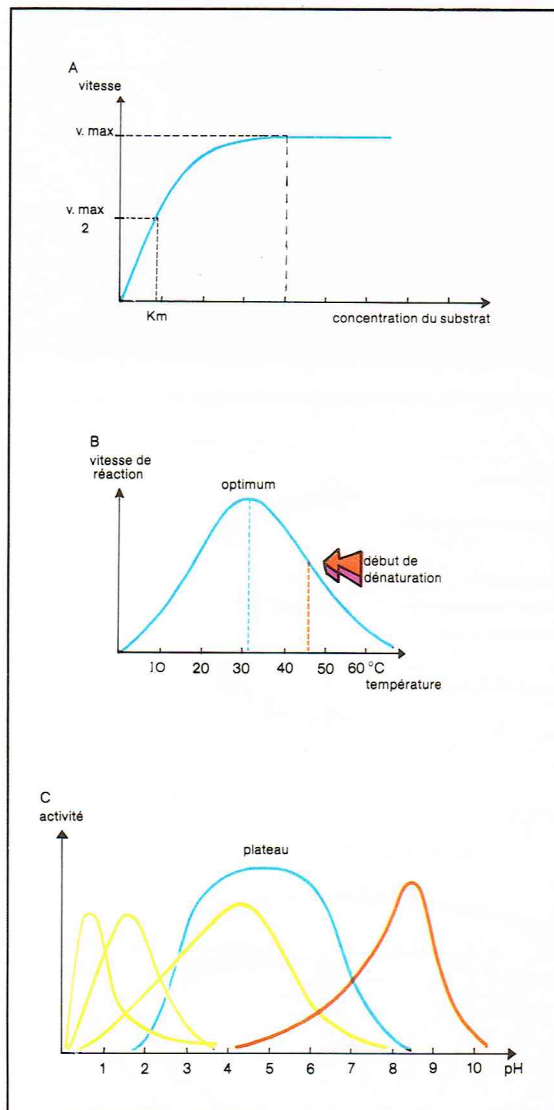 A
vitesse
v. max
v. max
2
Km
concentration du substrat
B
vitesse de
réaction
optimum
début de
dénaturation
10 20 30 40 50 60 °C
température
C
activité
plateau
1 2 3 4 5 6 7 8 9 10 pH